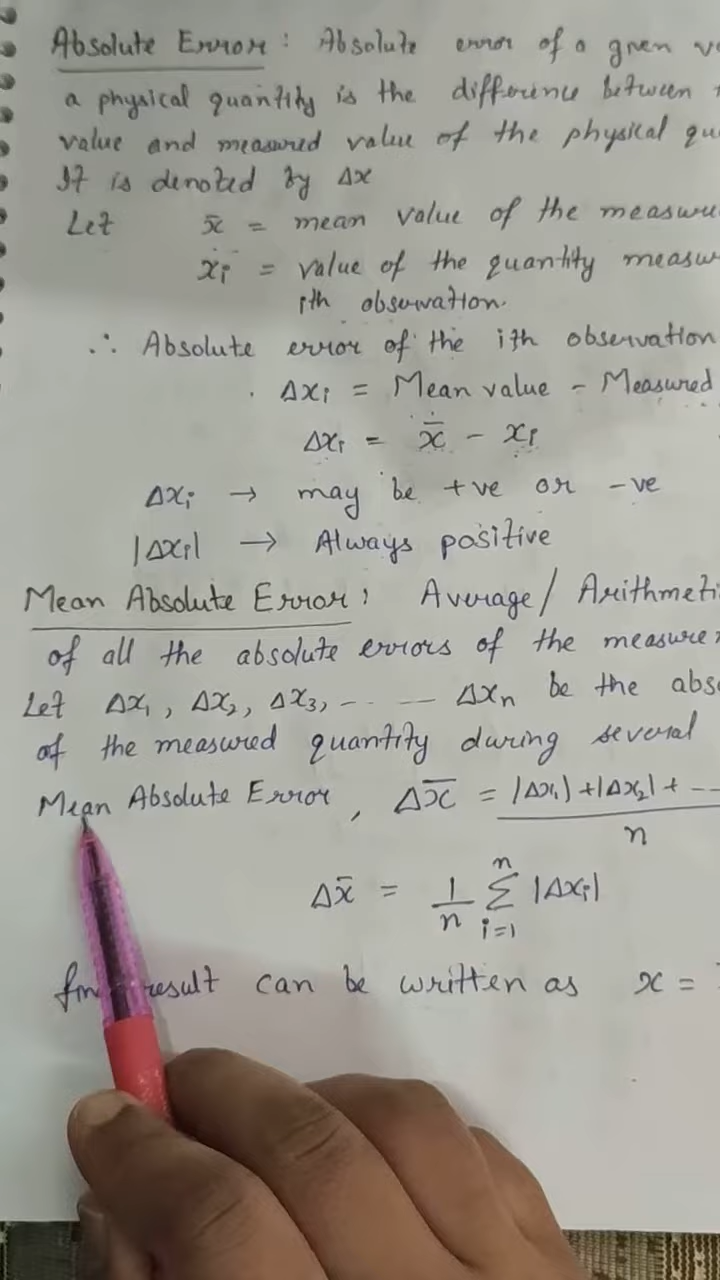 Absolute Error : Absolute error of a given
a physical quantity is the difference between
value and measured value of the physical
It is denoted by Δx
Let x̄ = mean value of the
xᵢ = value of the quantity
ith observation.
∴ Absolute error of the ith observation
Δxᵢ = Mean value - Measured
Δxᵢ = x̄ - xᵢ
Δxᵢ → may be +ve or -ve
|Δxᵢ| → Always positive
Mean Absolute Error : Average/
of all the absolute errors of the
Let Δx₁, Δx₂, Δx₃, ... ... Δxₙ be the
of the measured quantity during several
Mean Absolute Error, Δx̄ = |Δx₁| + |Δx₂| + ...
n
Δx̄ = 1/n Σ |Δxᵢ|
n
i=1
result can be written as x =